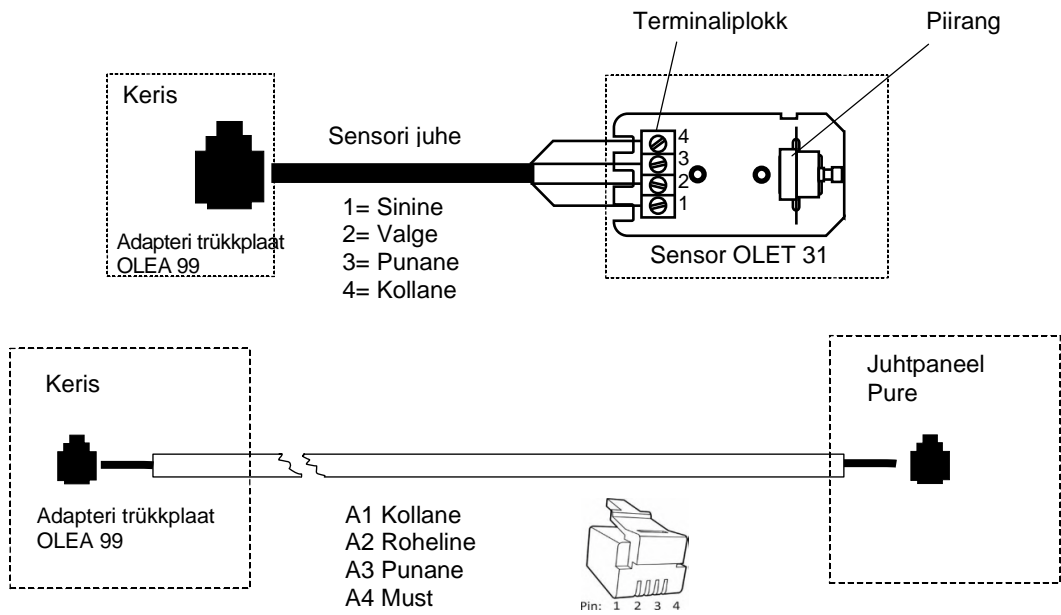 Terminaliplokk
Piirang
Keris
Sensori juhe
4
3
2
1
1= Sinine
2= Valge
3= Punane
4= Kollane
Adapteri trükkplaat
OLEA 99
Sensor OLET 31
Keris
Juhtpaneel
Pure
Adapteri trükkplaat
OLEA 99
A1 Kollane
A2 Roheline
A3 Punane
A4 Must
Pin: 1 2 3 4